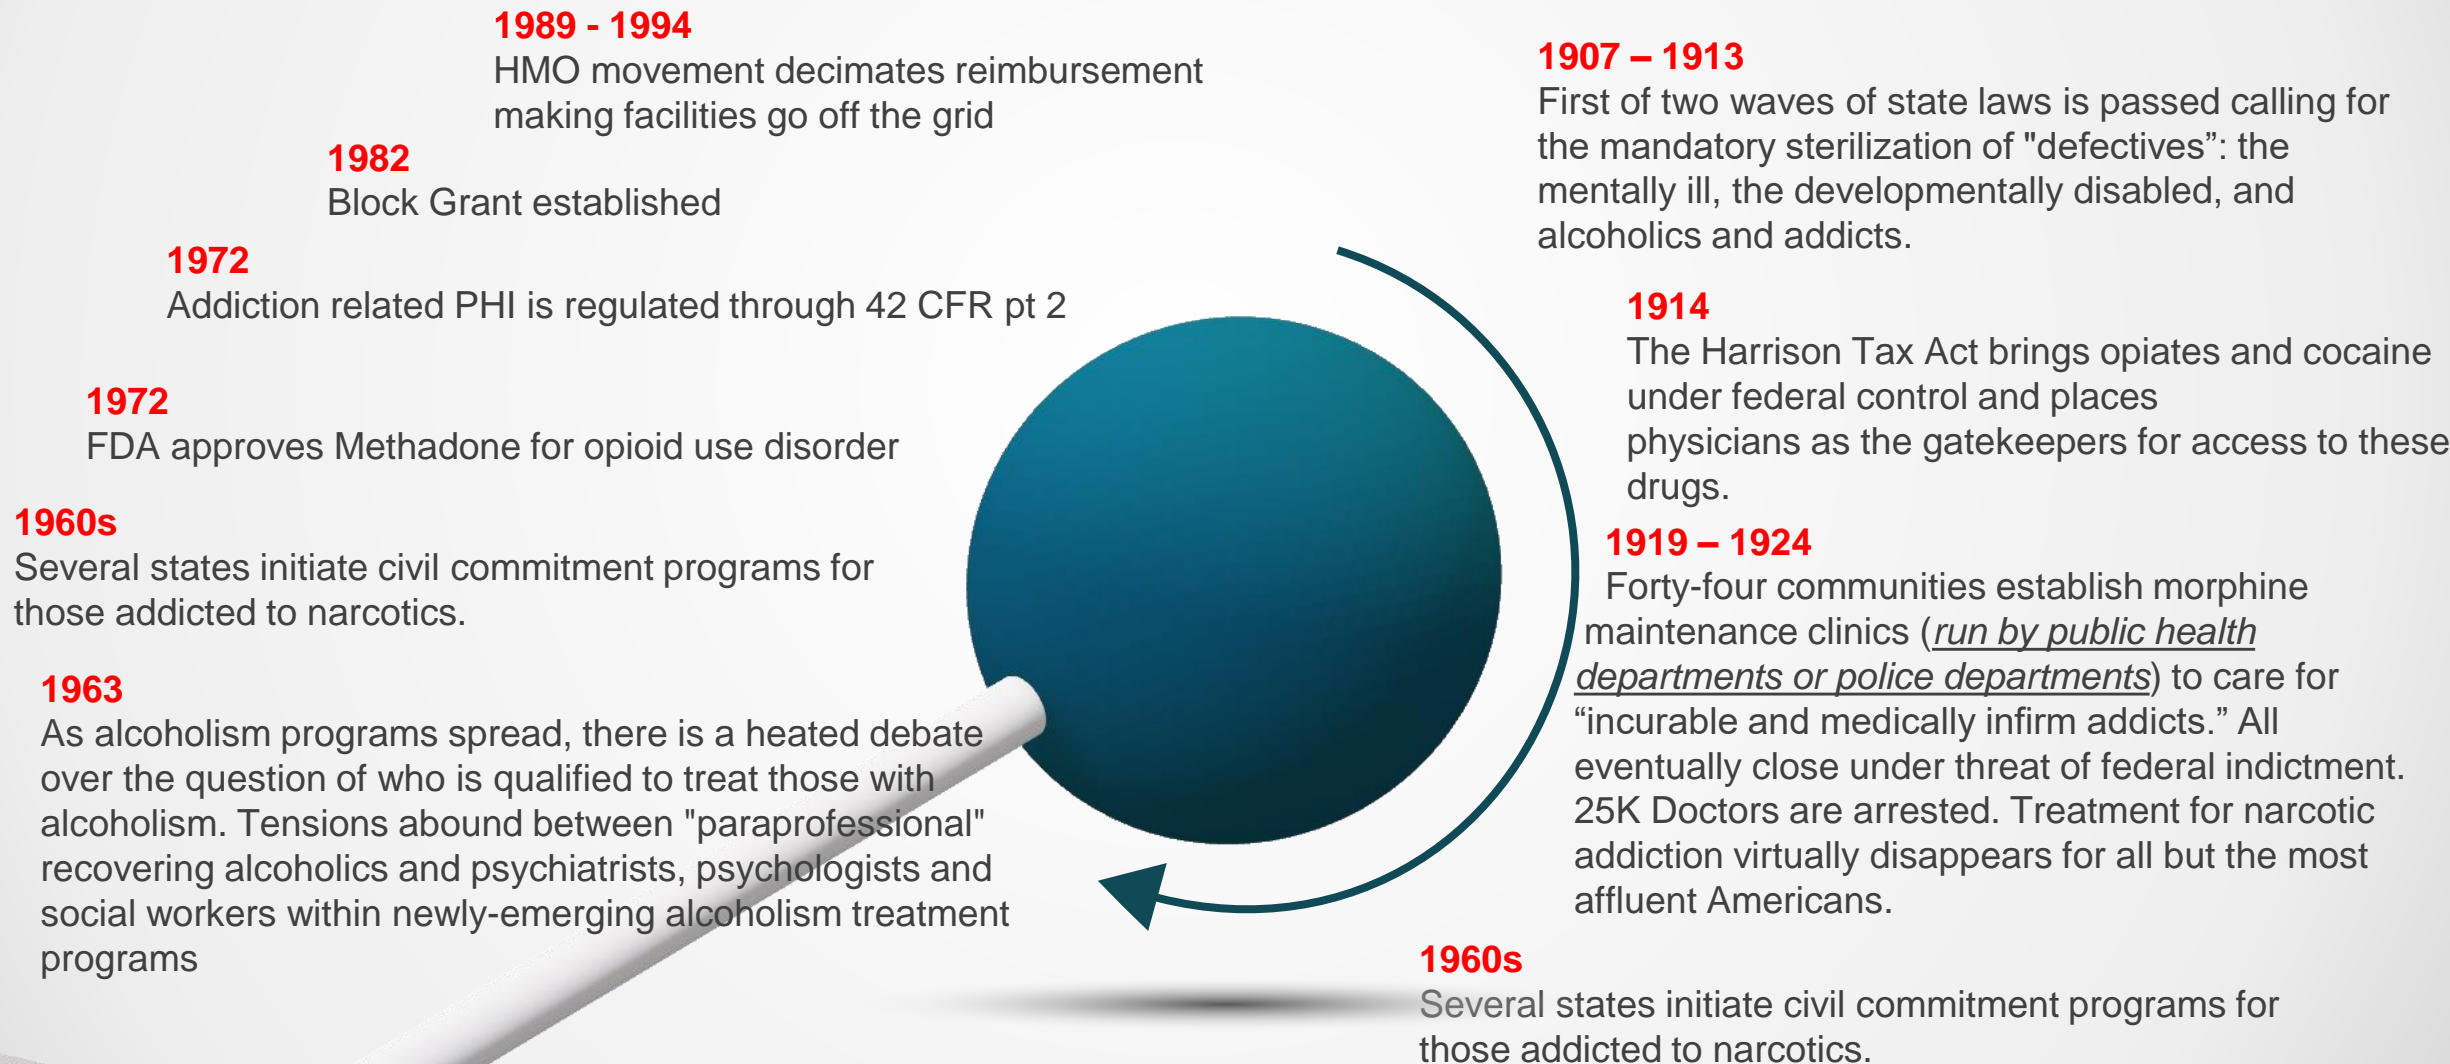 1907 – 1913
First of two waves of state laws is passed calling for
the mandatory sterilization of "defectives”: the
mentally ill, the developmentally disabled, and
alcoholics and addicts.
1914
The Harrison Tax Act brings opiates and cocaine
under federal control and places
physicians as the gatekeepers for access to these
drugs.
1919 – 1924
Forty-four communities establish morphine
maintenance clinics (run by public health
departments or police departments) to care for
“incurable and medically infirm addicts.” All
eventually close under threat of federal indictment.
25K Doctors are arrested. Treatment for narcotic
addiction virtually disappears for all but the most
affluent Americans.
1960s
Several states initiate civil commitment programs for
those addicted to narcotics.
1963
As alcoholism programs spread, there is a heated debate
over the question of who is qualified to treat those with
alcoholism. Tensions abound between "paraprofessional"
recovering alcoholics and psychiatrists, psychologists and
social workers within newly-emerging alcoholism treatment
programs
1960s
Several states initiate civil commitment programs for
those addicted to narcotics.
1972
FDA approves Methadone for opioid use disorder
1972
Addiction related PHI is regulated through 42 CFR pt 2
1982
Block Grant established
1989 - 1994
HMO movement decimates reimbursement
making facilities go off the grid